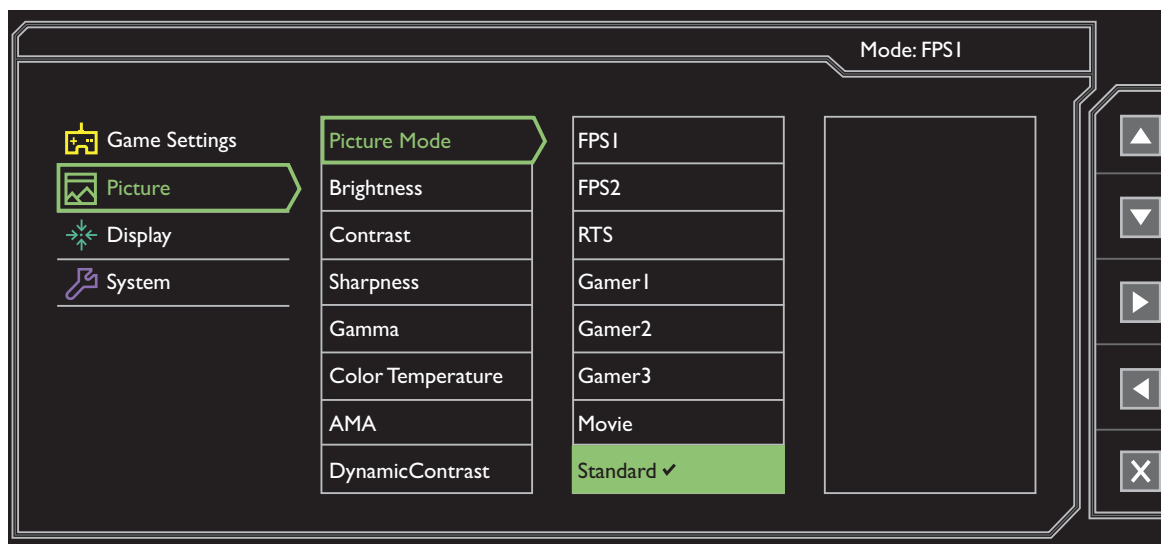 Mode: FPS1
Game Settings
Picture
Display
System
Picture Mode
Brightness
Contrast
Sharpness
Gamma
Color Temperature
AMA
DynamicContrast
FPS1
FPS2
RTS
Gamer1
Gamer2
Gamer3
Movie
Standard ✔